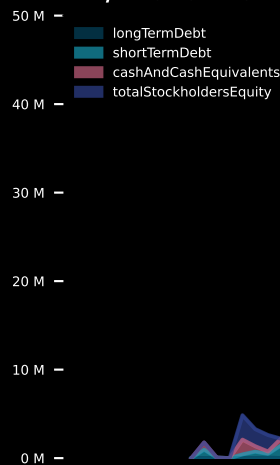 50 M
longTermDebt
shortTermDebt
cashAndCashEquivalents
totalStockholdersEquity
40 M
30 M
20 M
10 M
0 M